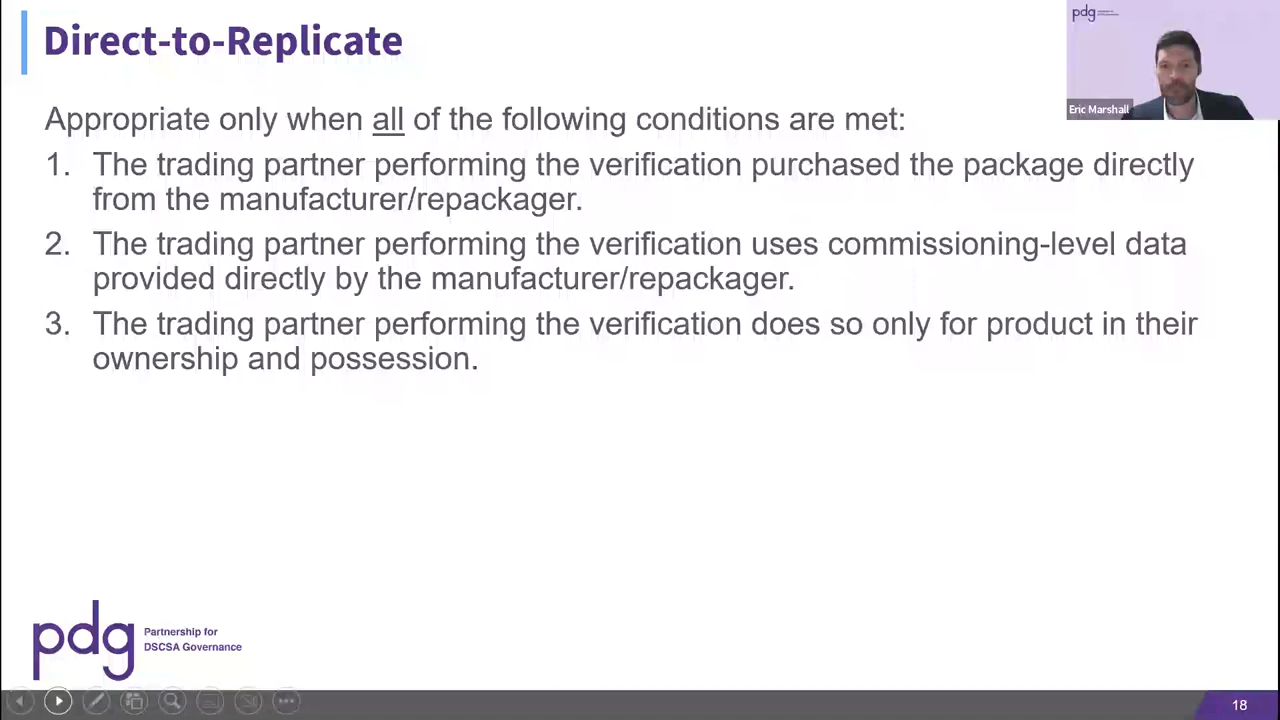 Direct-to-Replicate
pdg
Eric Marshall
Appropriate only when all of the following conditions are met:
1. The trading partner performing the verification purchased the package directly
from the manufacturer/repackager.
2. The trading partner performing the verification uses commissioning-level data
provided directly by the manufacturer/repackager.
3. The trading partner performing the verification does so only for product in their
ownership and possession.
pdg
Partnership for
DSCSA Governance
18